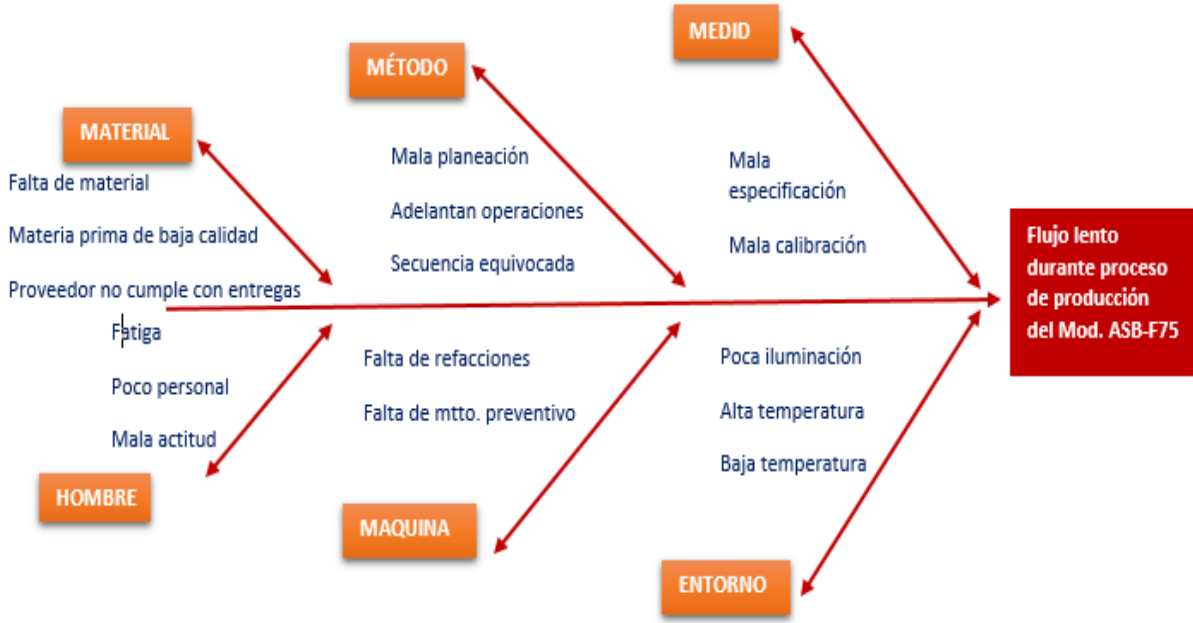 MEDID
MÉTODO
MATERIAL
Falta de material
Materia prima de baja calidad
Proveedor no cumple con entregas
Mala planeación
Adelantan operaciones
Secuencia equivocada
Mala
especificación
Mala calibración
Flujo lento
durante proceso
de producción
del Mod. ASB-F75
Fatiga
Poco personal
Mala actitud
HOMBRE
Falta de refacciones
Falta de mtto. preventivo
MAQUINA
Poca iluminación
Alta temperatura
Baja temperatura
ENTORNO